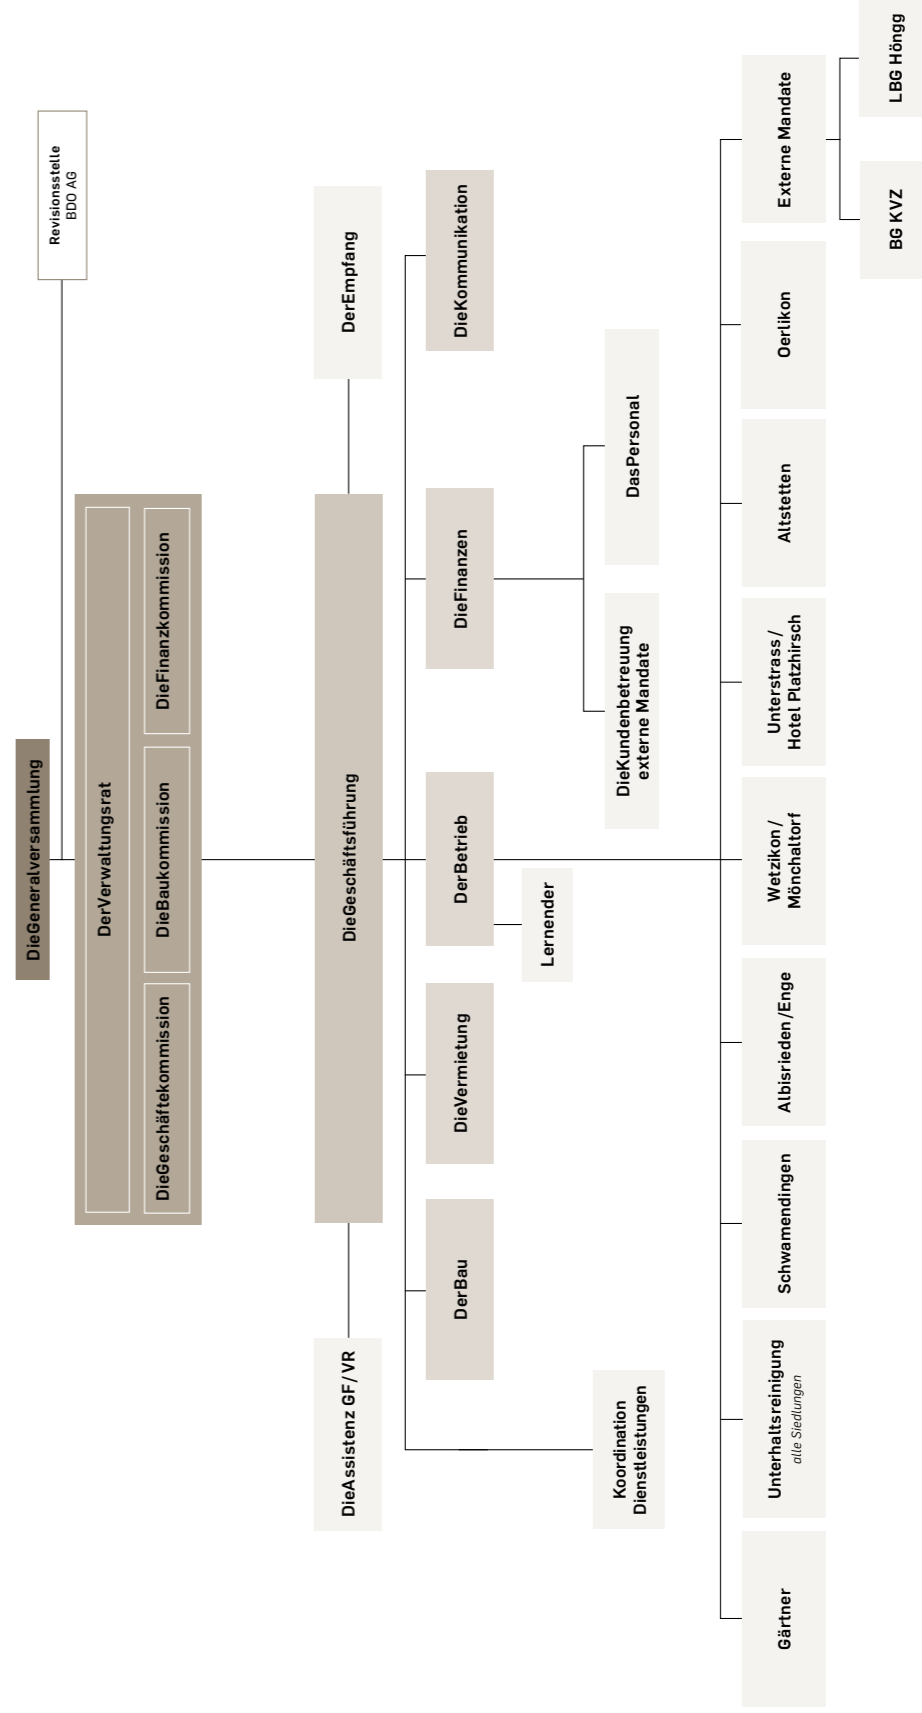 DieGeneralversammlung
Revisionsstelle
BDO AG
DerVerwaltungsrat
DieGeschäftekommission
DieBaukommission
DieFinanzkommission
DieAssistenz GF / VR
DieGeschäftsführung
DerEmpfang
DerBau
DieVermietung
DerBetrieb
DieFinanzen
DieKommunikation
Lernender
Koordination
Dienstleistungen
DieKundenbetreuung
externe Mandate
DasPersonal
Gärtner
Unterhaltsreinigung
alle Siedlungen
Schwamendingen
Albisrieden / Enge
Wetzikon /
Mönchaltorf
Unterstrass /
Hotel Platzhirsch
Altstetten
Oerlikon
Externe Mandate
BG KVZ
LBG Höngg